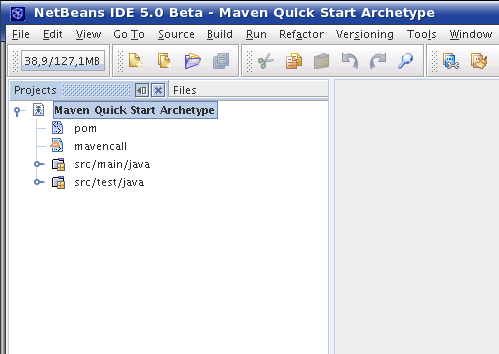 NetBeans IDE 5.0 Beta - Maven Quick Start Archetype
File Edit View Go To Source Build Run Refactor Versioning Tools Window
38,9/127,1MB
Projects Files
Maven Quick Start Archetype
pom
mavencall
src/main/java
src/test/java